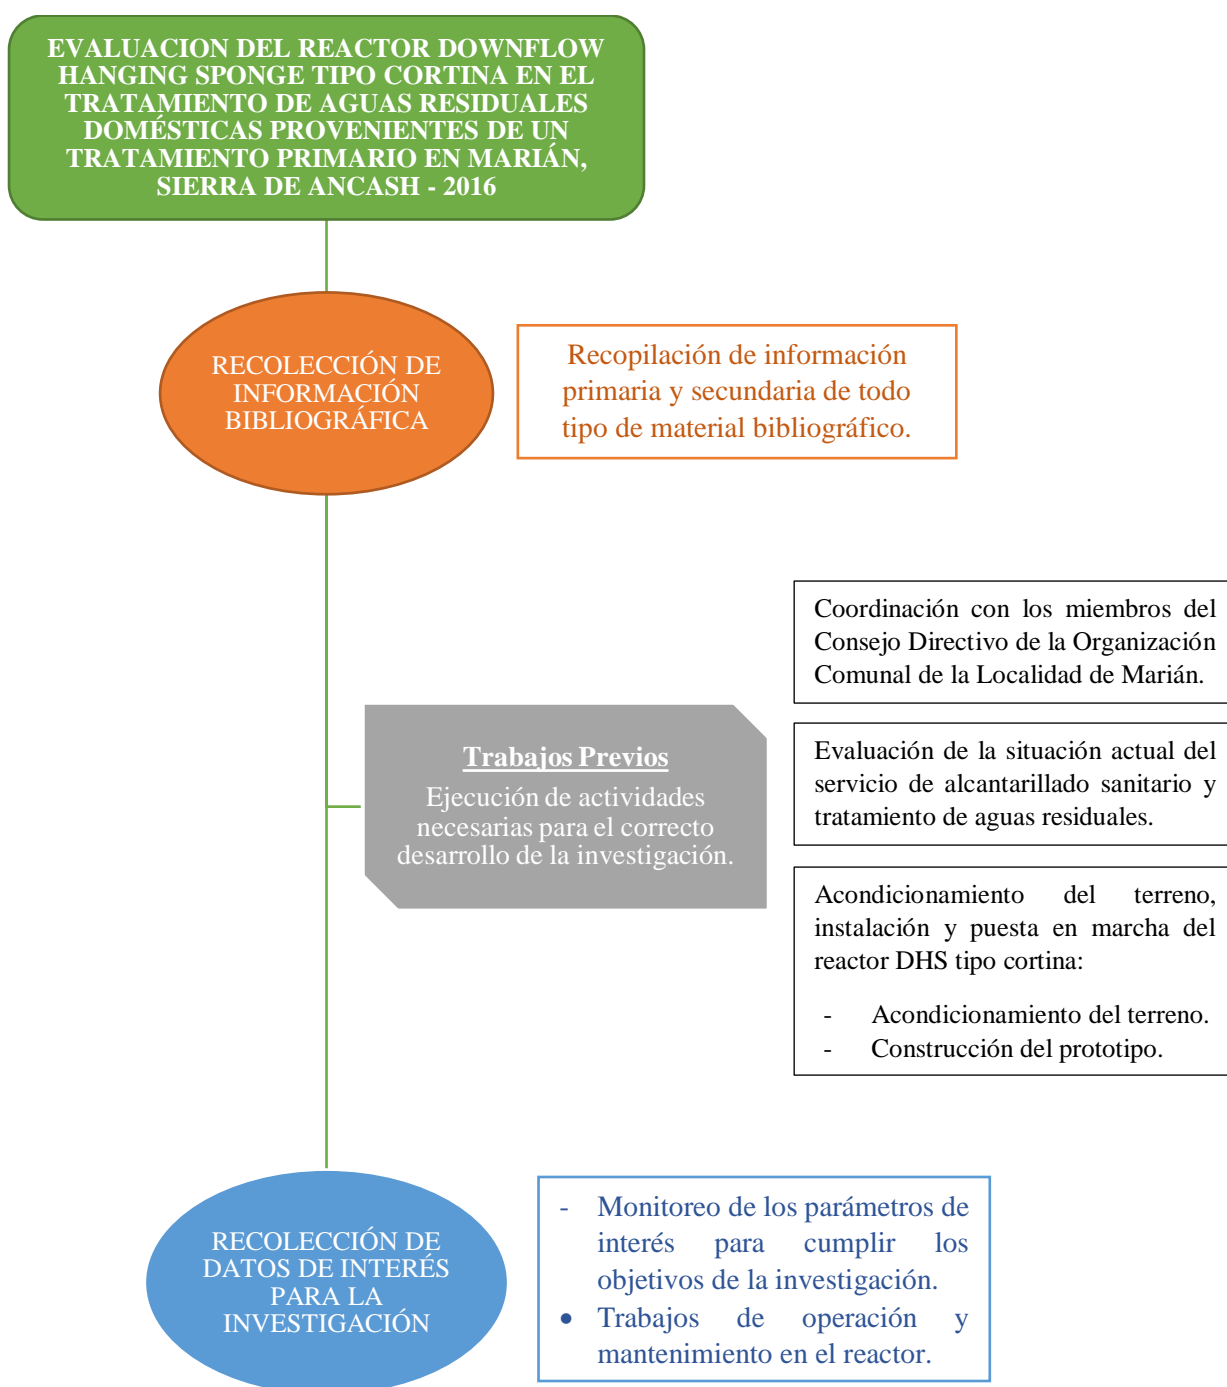 EVALUACION DEL REACTOR DOWNFLOW
HANGING SPONGE TIPO CORTINA EN EL
TRATAMIENTO DE AGUAS RESIDUALES
DOMÉSTICAS PROVENIENTES DE UN
TRATAMIENTO PRIMARIO EN MARIÁN,
SIERRA DE ANCASH - 2016
RECOLECCIÓN DE
INFORMACIÓN
BIBLIOGRÁFICA
Recopilación de información
primaria y secundaria de todo
tipo de material bibliográfico.
Trabajos Previos
Ejecución de actividades
necesarias para el correcto
desarrollo de la investigación.
Coordinación con los miembros del
Consejo Directivo de la Organización
Comunal de la Localidad de Marián.
Evaluación de la situación actual del
servicio de alcantarillado sanitario y
tratamiento de aguas residuales.
Acondicionamiento del terreno,
instalación y puesta en marcha del
reactor DHS tipo cortina:
- Acondicionamiento del terreno.
- Construcción del prototipo.
RECOLECCIÓN DE
DATOS DE INTERÉS
PARA LA
INVESTIGACIÓN
- Monitoreo de los parámetros de
interés para cumplir los
objetivos de la investigación.
• Trabajos de operación y
mantenimiento en el reactor.